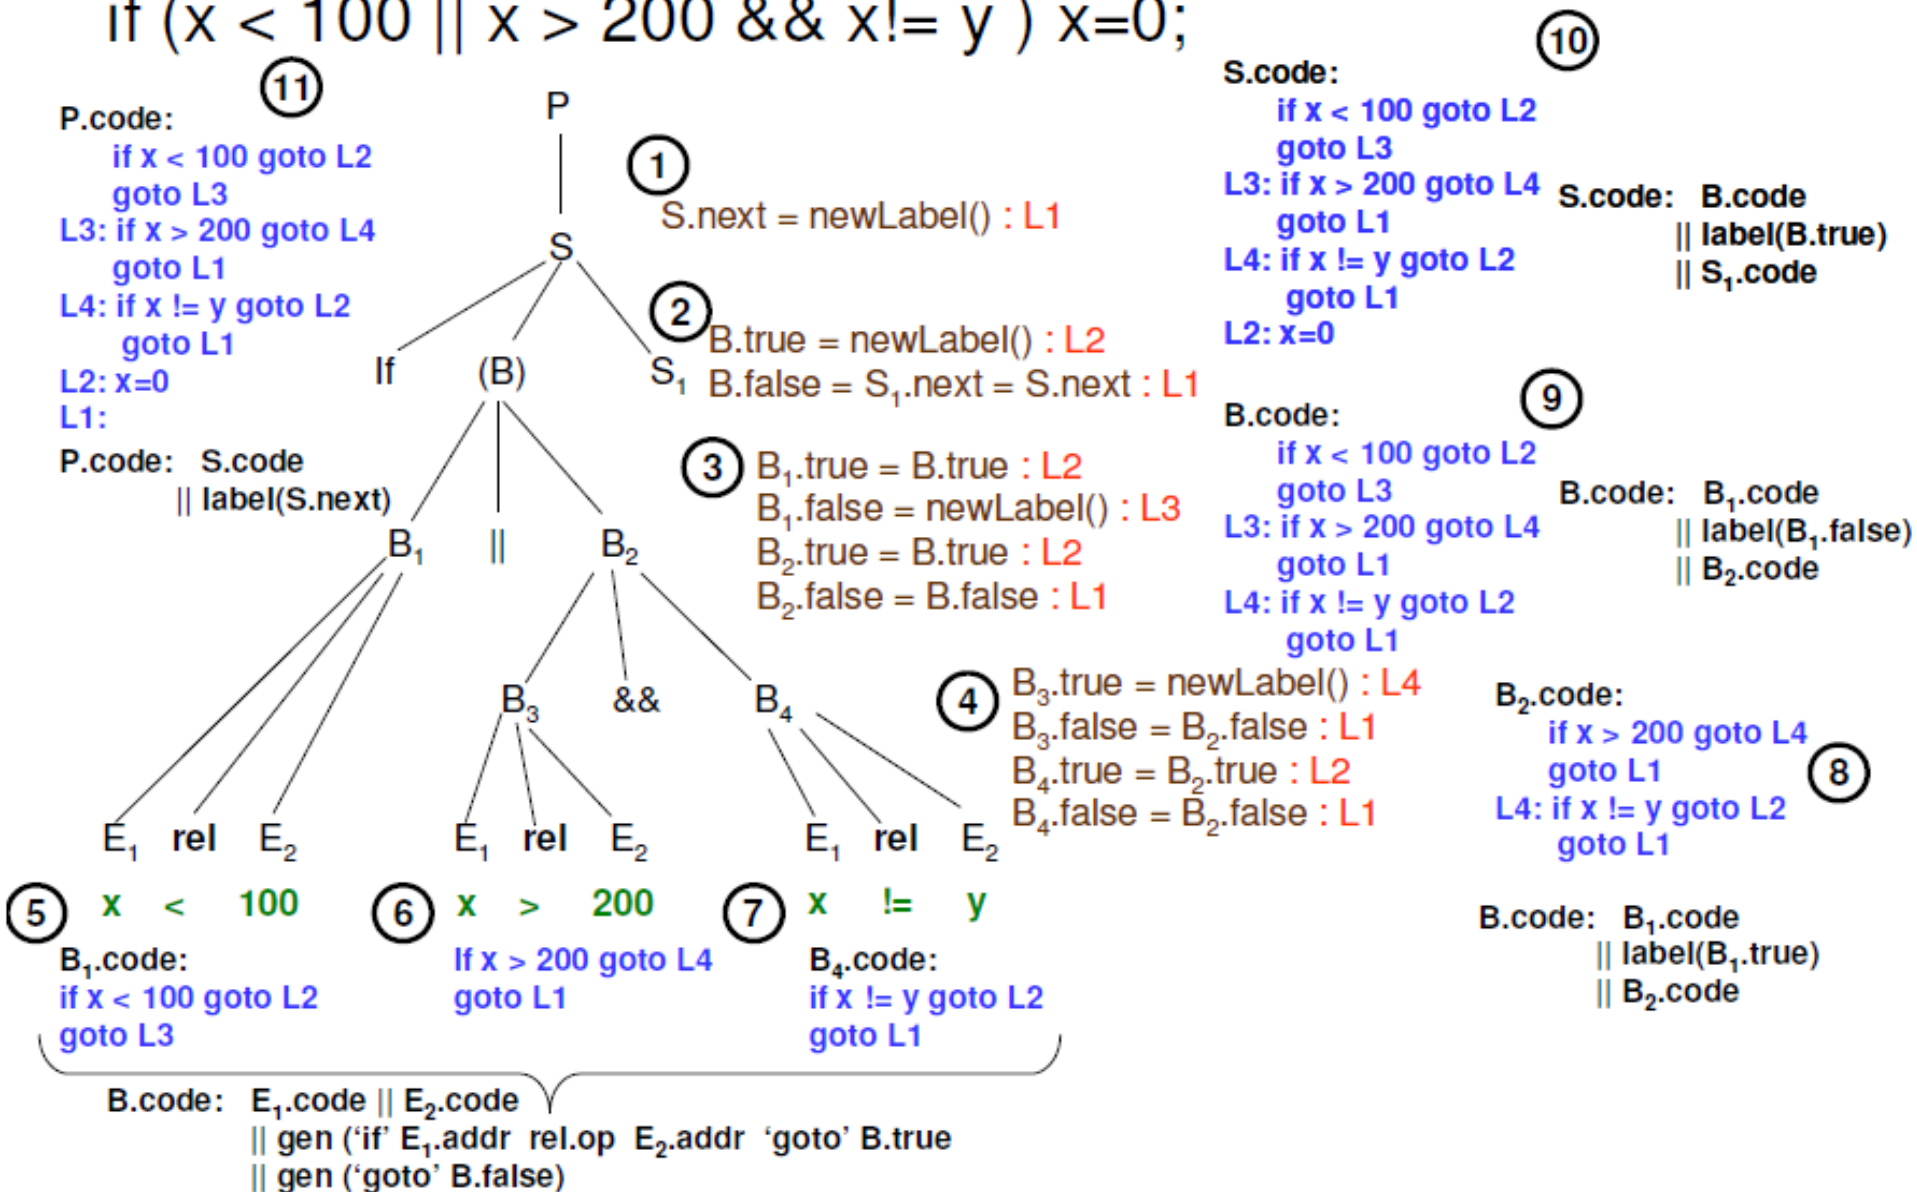 if (x < 100 || x > 200 && x!= y ) x=0;
11
P.code:
if x < 100 goto L2
goto L3
L3: if x > 200 goto L4
goto L1
L4: if x != y goto L2
goto L1
L2: x=0
L1:
P.code: S.code
|| label(S.next)
P
1
S.next = newLabel() : L1
S
2
B.true = newLabel() : L2
B.false = S₁.next = S.next : L1
If (B) S₁
3
B₁.true = B.true : L2
B₁.false = newLabel() : L3
B₂.true = B.true : L2
B₂.false = B.false : L1
B₁ || B₂
4
B₃.true = newLabel() : L4
B₃.false = B₂.false : L1
B₄.true = B₂.true : L2
B₄.false = B₂.false : L1
B₃ && B₄
E₁ rel E₂ E₁ rel E₂ E₁ rel E₂
5 x < 100 6 x > 200 7 x != y
B₁.code:
if x < 100 goto L2
goto L3
If x > 200 goto L4
goto L1
B₄.code:
if x != y goto L2
goto L1
B.code: E₁.code || E₂.code
|| gen (‘if’ E₁.addr rel.op E₂.addr ‘goto’ B.true
|| gen (‘goto’ B.false)
10
S.code:
if x < 100 goto L2
goto L3
L3: if x > 200 goto L4
goto L1
L4: if x != y goto L2
goto L1
L2: x=0
S.code: B.code
|| label(B.true)
|| S₁.code
9
B.code:
if x < 100 goto L2
goto L3
L3: if x > 200 goto L4
goto L1
L4: if x != y goto L2
goto L1
B.code: B₁.code
|| label(B₁.false)
|| B₂.code
B₂.code:
if x > 200 goto L4
goto L1
8
L4: if x != y goto L2
goto L1
B.code: B₁.code
|| label(B₁.true)
|| B₂.code